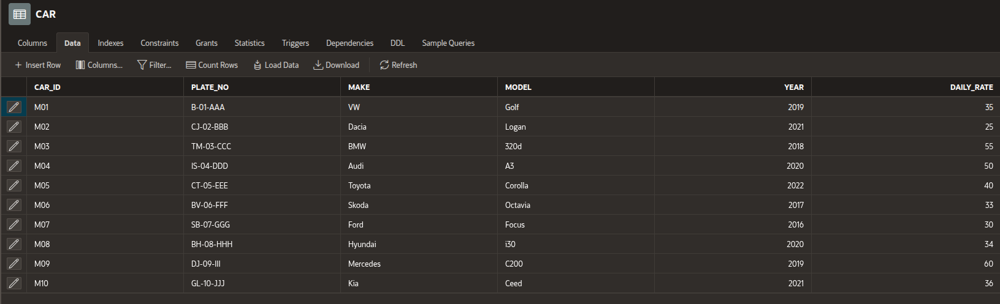 CAR
Columns Data Indexes Constraints Grants Statistics Triggers Dependencies DDL Sample Queries
Insert Row Columns... Filter... Count Rows Load Data Download Refresh
CAR_ID PLATE_NO MAKE MODEL YEAR DAILY_RATE
M01 B-01-AAA VW Golf 2019 35
M02 CJ-02-BBB Dacia Logan 2021 25
M03 TM-03-CCC BMW 320d 2018 55
M04 IS-04-DDD Audi A3 2020 50
M05 CT-05-EEE Toyota Corolla 2022 40
M06 BV-06-FFF Skoda Octavia 2017 33
M07 SB-07-GGG Ford Focus 2016 30
M08 BH-08-HHH Hyundai i30 2020 34
M09 DJ-09-III Mercedes C200 2019 60
M10 GL-10-JJJ Kia Ceed 2021 36